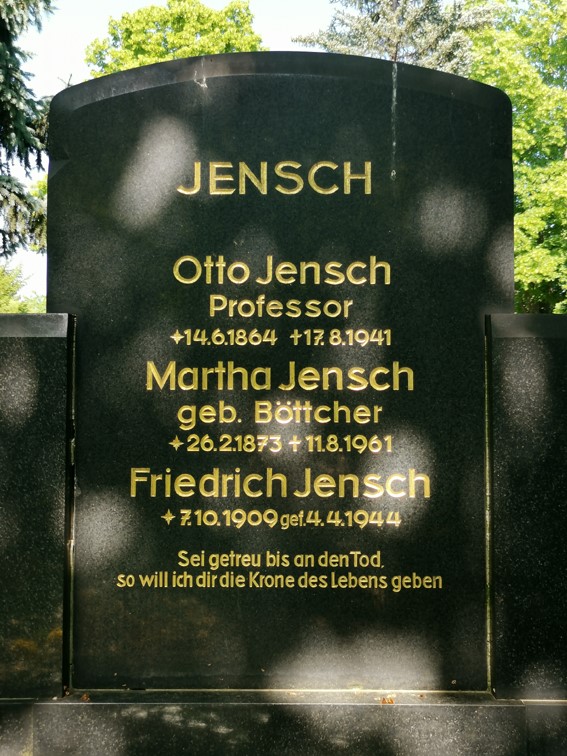 JENSCH
Otto Jensch
Professor
✦14.6.1864 †17.8.1941
Martha Jensch
geb. Böttcher
✦26.2.1873 †11.8.1961
Friedrich Jensch
✦7.10.1909 gef. 4.4.1944
Sei getreu bis an den Tod,
so will ich dir die Krone des Lebens geben